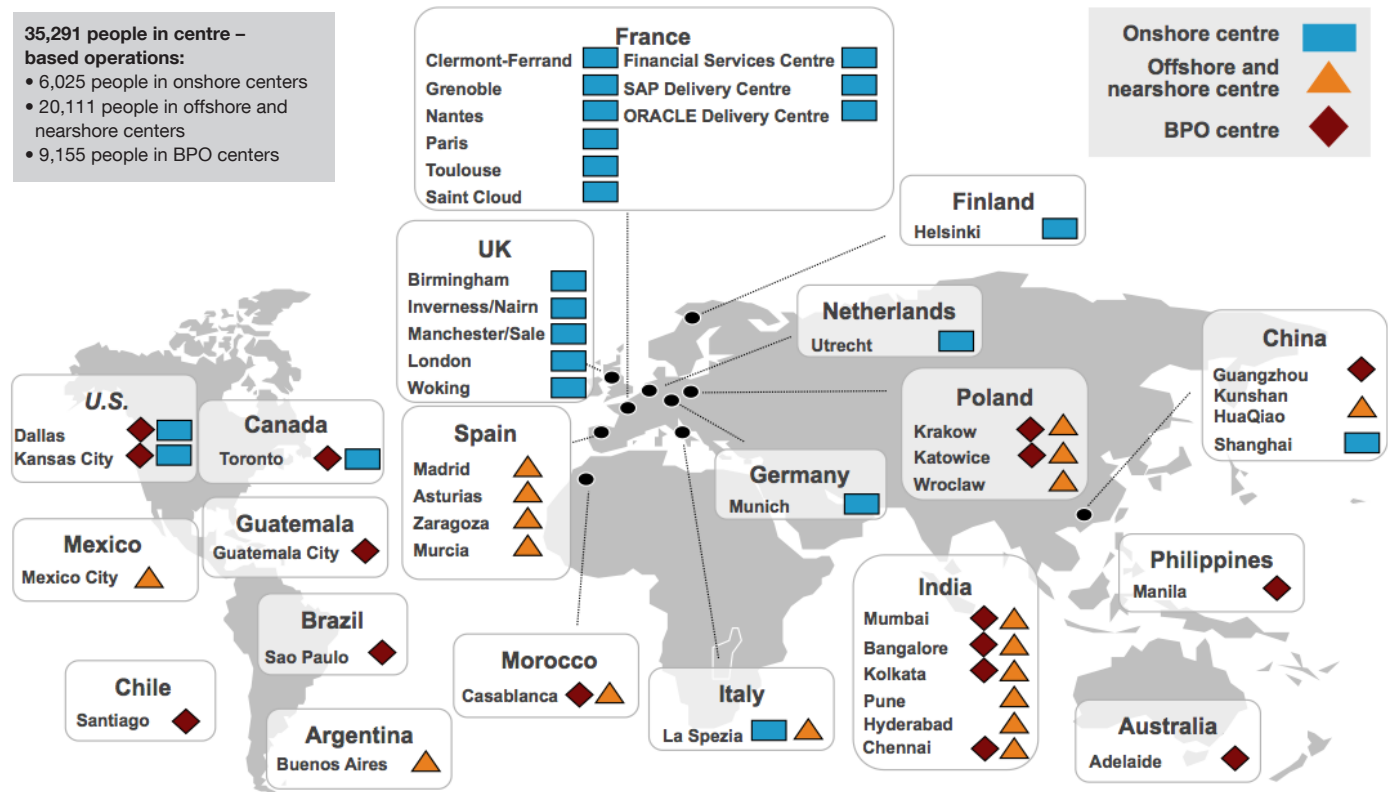 35,291 people in centre –
based operations:
• 6,025 people in onshore centers
• 20,111 people in offshore and
nearshore centers
• 9,155 people in BPO centers
France
Clermont-Ferrand
Grenoble
Nantes
Paris
Toulouse
Saint Cloud
Financial Services Centre
SAP Delivery Centre
ORACLE Delivery Centre
Onshore centre
Offshore and
nearshore centre
BPO centre
Finland
Helsinki
UK
Birmingham
Inverness/Nairn
Manchester/Sale
London
Woking
Netherlands
Utrecht
China
Guangzhou
Kunshan
HuaQiao
Shanghai
U.S.
Dallas
Kansas City
Canada
Toronto
Spain
Madrid
Asturias
Zaragoza
Murcia
Poland
Krakow
Katowice
Wroclaw
Germany
Munich
Mexico
Mexico City
Guatemala
Guatemala City
Philippines
Manila
India
Mumbai
Bangalore
Kolkata
Pune
Hyderabad
Chennai
Brazil
Sao Paulo
Morocco
Casablanca
Italy
La Spezia
Chile
Santiago
Argentina
Buenos Aires
Australia
Adelaide